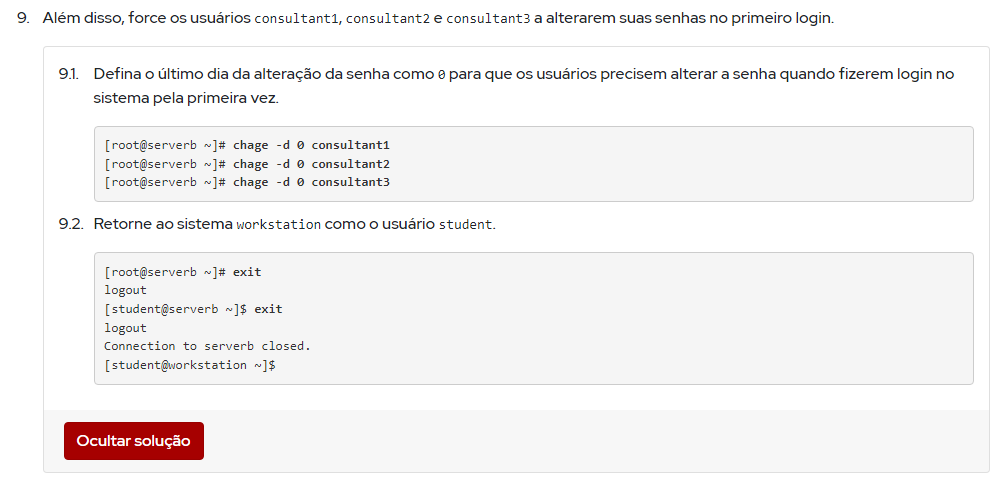 9. Além disso, force os usuários consultant1, consultant2 e consultant3 a alterarem suas senhas no primeiro login.
9.1. Defina o último dia da alteração da senha como 0 para que os usuários precisem alterar a senha quando fizerem login no
sistema pela primeira vez.
[root@serverb ~]# chage -d 0 consultant1
[root@serverb ~]# chage -d 0 consultant2
[root@serverb ~]# chage -d 0 consultant3
9.2. Retorne ao sistema workstation como o usuário student.
[root@serverb ~]# exit
logout
[student@serverb ~]$ exit
logout
Connection to serverb closed.
[student@workstation ~]$
Ocultar solução